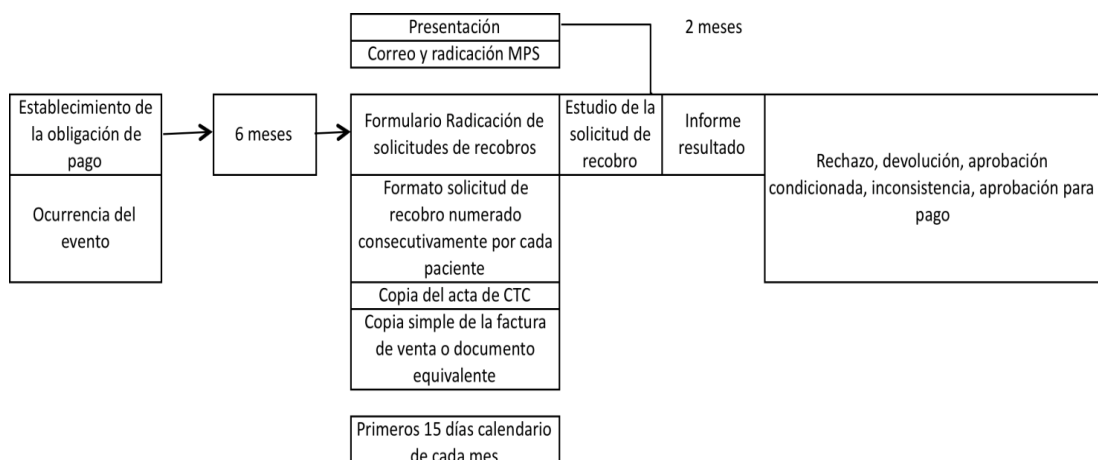 Presentación
2 meses
Correo y radicación MPS
Establecimiento de
la obligación de
pago
6 meses
Formulario Radicación de
solicitudes de recobros
Estudio de la
solicitud de
recobro
Informe
resultado
Rechazo, devolución, aprobación
condicionada, inconsistencia, aprobación para
pago
Ocurrencia del
evento
Formato solicitud de
recobro numerado
consecutivamente por cada
paciente
Copia del acta de CTC
Copia simple de la factura
de venta o documento
equivalente
Primeros 15 días calendario
de cada mes